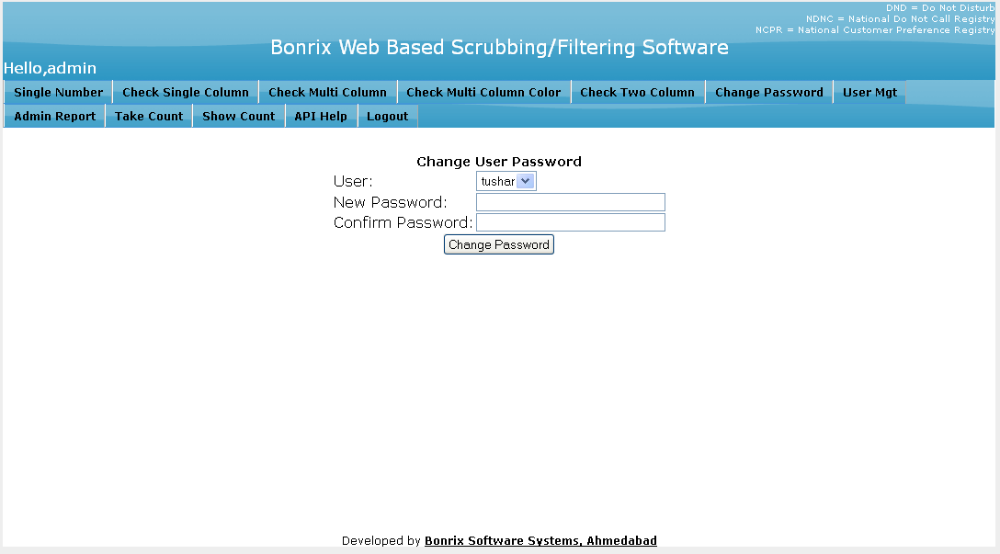 DND = Do Not Disturb
NDNC = National Do Not Call Registry
NCPR = National Customer Preference Registry
Bonrix Web Based Scrubbing/Filtering Software
Hello,admin
Single Number Check Single Column Check Multi Column Check Multi Column Color Check Two Column Change Password User Mgt
Admin Report Take Count Show Count API Help Logout
Change User Password
User: tushar
New Password:
Confirm Password:
Change Password
Developed by Bonrix Software Systems, Ahmedabad